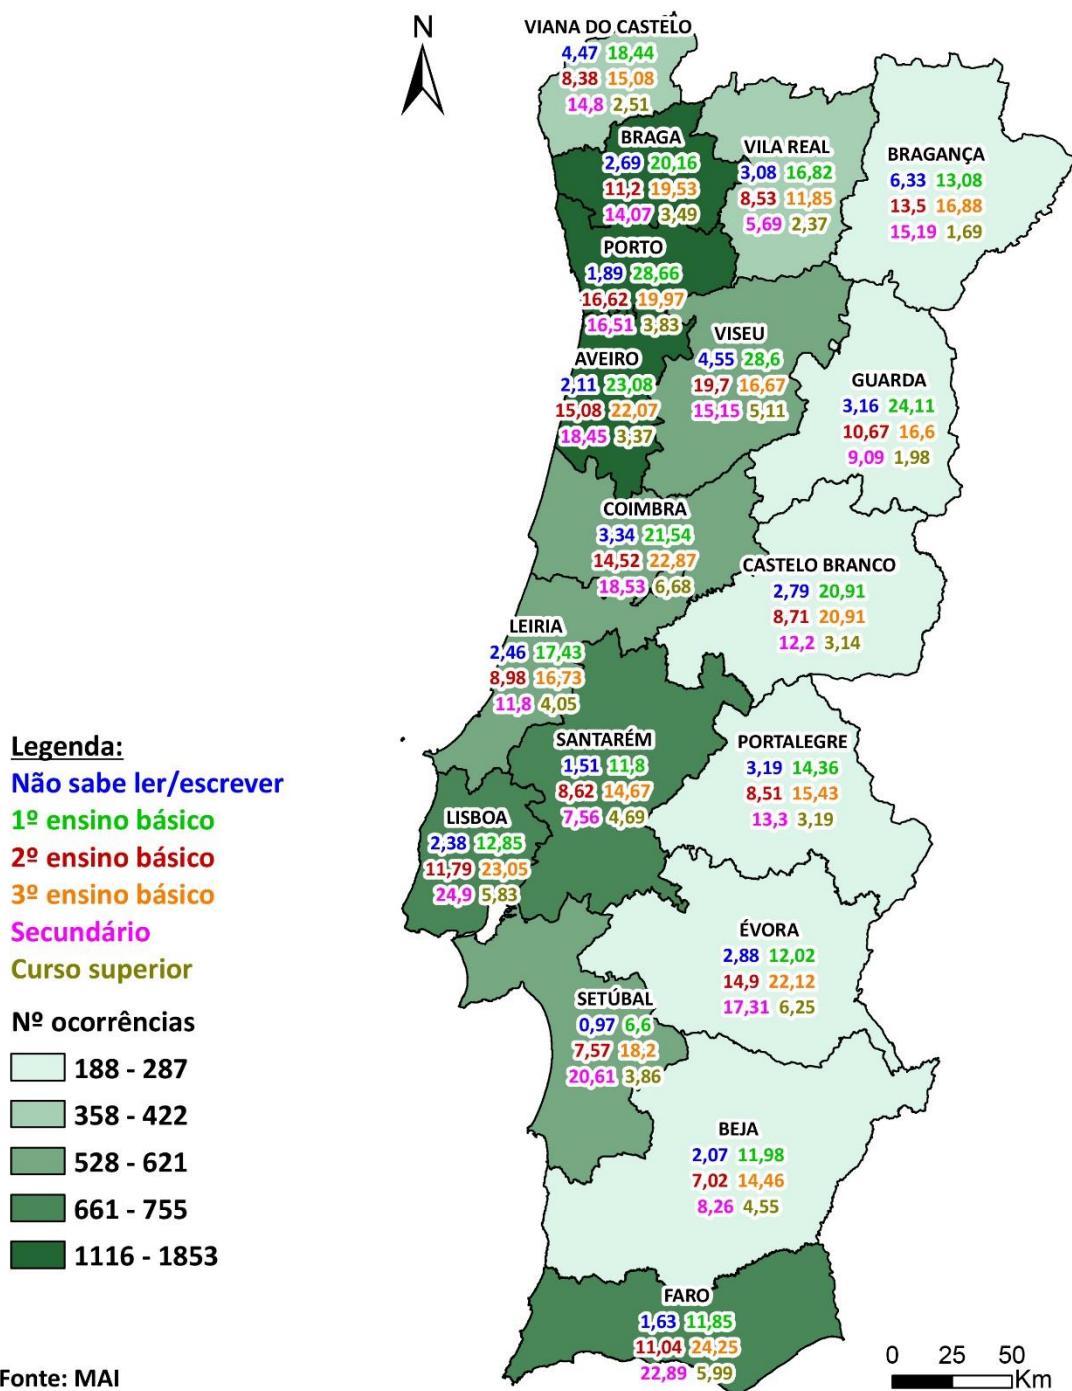 N
VIANA DO CASTELO
4,47 18,44
8,38 15,08
14,8 2,51
BRAGA
2,69 20,16
11,2 19,53
14,07 3,49
VILA REAL
3,08 16,82
8,53 11,85
5,69 2,37
BRAGANÇA
6,33 13,08
13,5 16,88
15,19 1,69
PORTO
1,89 28,66
16,62 19,97
16,51 3,83
VISEU
4,55 28,6
19,7 16,67
15,15 5,11
AVEIRO
2,11 23,08
15,08 22,07
18,45 3,37
GUARDA
3,16 24,11
10,67 16,6
9,09 1,98
COIMBRA
3,34 21,54
14,52 22,87
18,53 6,68
CASTELO BRANCO
2,79 20,91
8,71 20,91
12,2 3,14
LEIRIA
2,46 17,43
8,98 16,73
11,8 4,05
SANTARÉM
1,51 11,8
8,62 14,67
7,56 4,69
PORTALEGRE
3,19 14,36
8,51 15,43
13,3 3,19
LISBOA
2,38 12,85
11,79 23,05
24,9 5,83
ÉVORA
2,88 12,02
14,9 22,12
17,31 6,25
SETÚBAL
0,97 6,6
7,57 18,2
20,61 3,86
BEJA
2,07 11,98
7,02 14,46
8,26 4,55
FARO
1,63 11,85
11,04 24,25
22,89 5,99
Legenda:
Não sabe ler/escrever
1º ensino básico
2º ensino básico
3º ensino básico
Secundário
Curso superior
Nº ocorrências
188 - 287
358 - 422
528 - 621
661 - 755
1116 - 1853
Fonte: MAI
0 25 50
Km